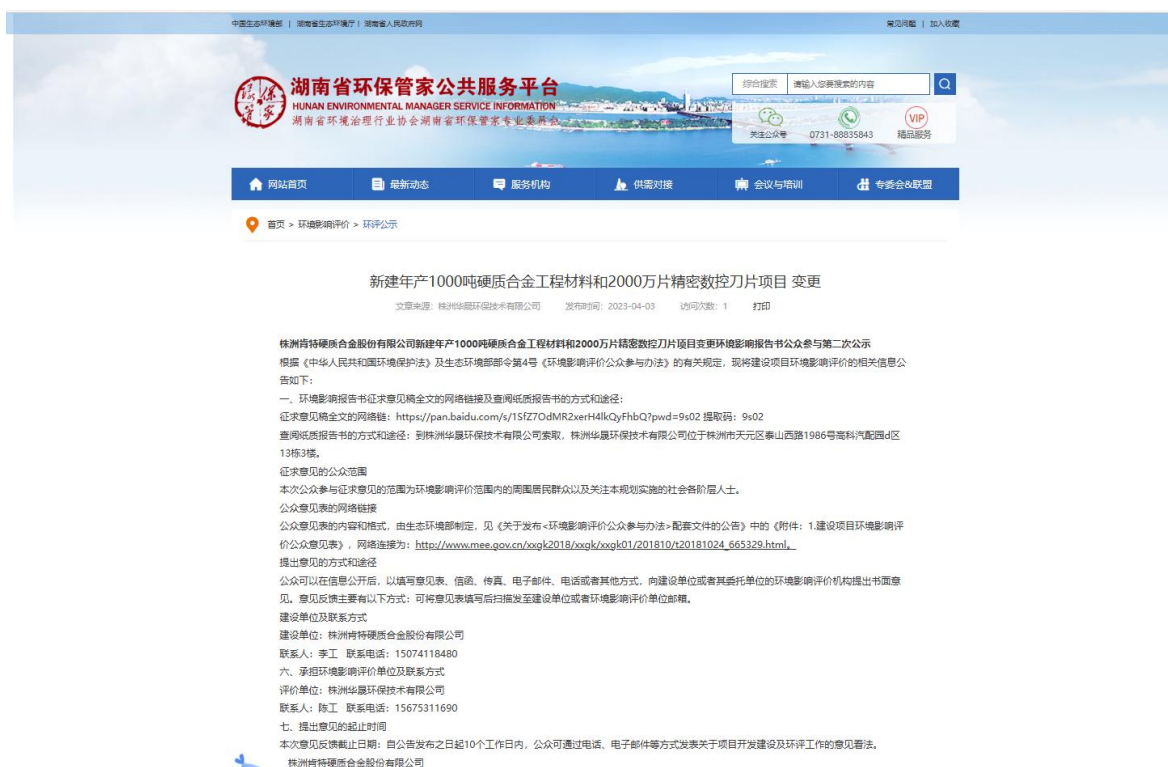 中国生态环境部 | 湖南省生态环境厅 | 湖南省人民政府网
常见问题 | 加入收藏
湖南省环保管家公共服务平台
HUNAN ENVIRONMENTAL MANAGER SERVICE INFORMATION
湖南省环境治理行业协会湖南省环保管家专业委员会
综合搜索 请输入您要搜索的内容
关注公众号 0731-88835843 VIP 精品服务
网站首页 最新动态 服务机构 供需对接 会议与培训 专委会&联盟
首页 > 环境影响评价 > 环评公示
新建年产1000吨硬质合金工程材料和2000万片精密数控刀片项目 变更
文章来源：株洲华晟环保技术有限公司 发布时间：2023-04-03 访问次数：1 打印
株洲肯特硬质合金股份有限公司新建年产1000吨硬质合金工程材料和2000万片精密数控刀片项目变更环境影响报告书公众参与第二次公示
根据《中华人民共和国环境保护法》及生态环境部部令第4号《环境影响评价公众参与办法》的有关规定，现将建设项目环境影响评价的相关信息公
告如下：
一、环境影响报告书征求意见稿全文的网络链接及查阅纸质报告书的方式和途径：
征求意见稿全文的网络链：https://pan.baidu.com/s/1SfZ7OdMR2xerH4lkQyFhbQ?pwd=9s02 提取码：9s02
查阅纸质报告书的方式和途径：到株洲华晟环保技术有限公司索取，株洲华晟环保技术有限公司位于株洲市天元区泰山西路1986号高科汽配园d区
13栋3楼。
征求意见的公众范围
本次公众参与征求意见的范围为环境影响评价范围内的周围居民群众以及关注本规划实施的社会各阶层人士。
公众意见表的网络链接
公众意见表的内容和格式，由生态环境部制定，见《关于发布<环境影响评价公众参与办法>配套文件的公告》中的《附件：1.建设项目环境影响评
价公众意见表》，网络连接为：http://www.mee.gov.cn/xxgk2018/xxgk/xxgk01/201810/t20181024_665329.html。
提出意见的方式和途径
公众可以在信息公开后，以填写意见表、信函、传真、电子邮件、电话或者其他方式，向建设单位或者其委托单位的环境影响评价机构提出书面意
见。意见反馈主要有以下方式：可将意见表填写后扫描发至建设单位或者环境影响评价单位邮箱。
建设单位及联系方式
建设单位：株洲肯特硬质合金股份有限公司
联系人：李工 联系电话：15074118480
六、承担环境影响评价单位及联系方式
评价单位：株洲华晟环保技术有限公司
联系人：陈工 联系电话：15675311690
七、提出意见的起止时间
本次意见反馈截止日期：自公告发布之日起10个工作日内，公众可通过电话、电子邮件等方式发表关于项目开发建设及环评工作的意见看法。
株洲肯特硬质合金股份有限公司